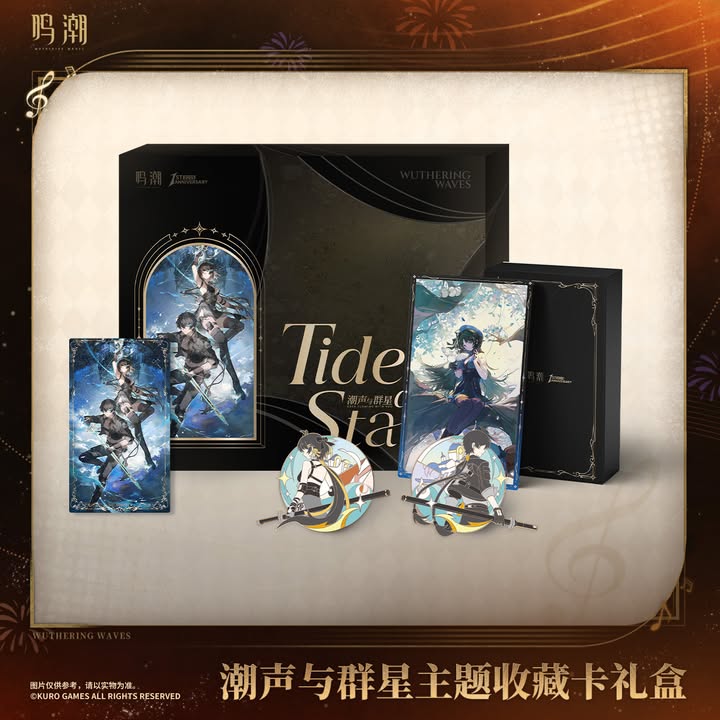 鸣潮
WUTHERING WAVES
鸣潮
1ST ANNIVERSARY
WUTHERING
WAVES
Tide
潮声与群星
Sta
鸣潮
1ST ANNIVERSARY
WUTHERING WAVES
图片仅供参考，请以实物为准。
©KURO GAMES ALL RIGHTS RESERVED
潮声与群星主题收藏卡礼盒